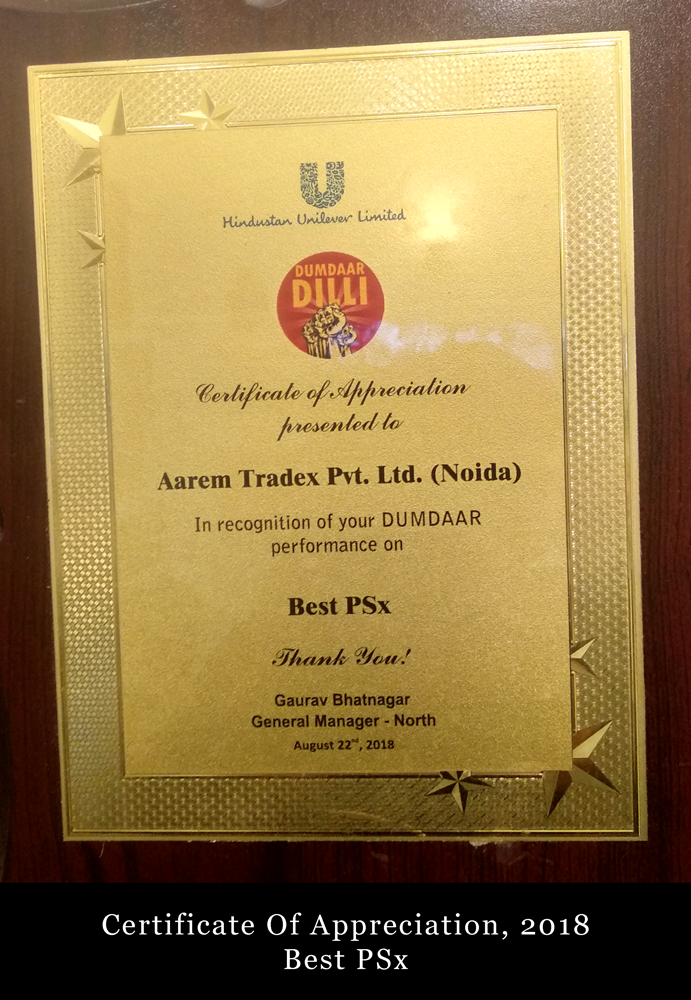 U
Hindustan Unilever Limited
DUMDAAR
DILLI
Certificate of Appreciation
presented to
Aarem Tradex Pvt. Ltd. (Noida)
In recognition of your DUMDAAR
performance on
Best PSx
Thank You!
Gaurav Bhatnagar
General Manager - North
August 22nd, 2018
Certificate Of Appreciation, 2018
Best PSx